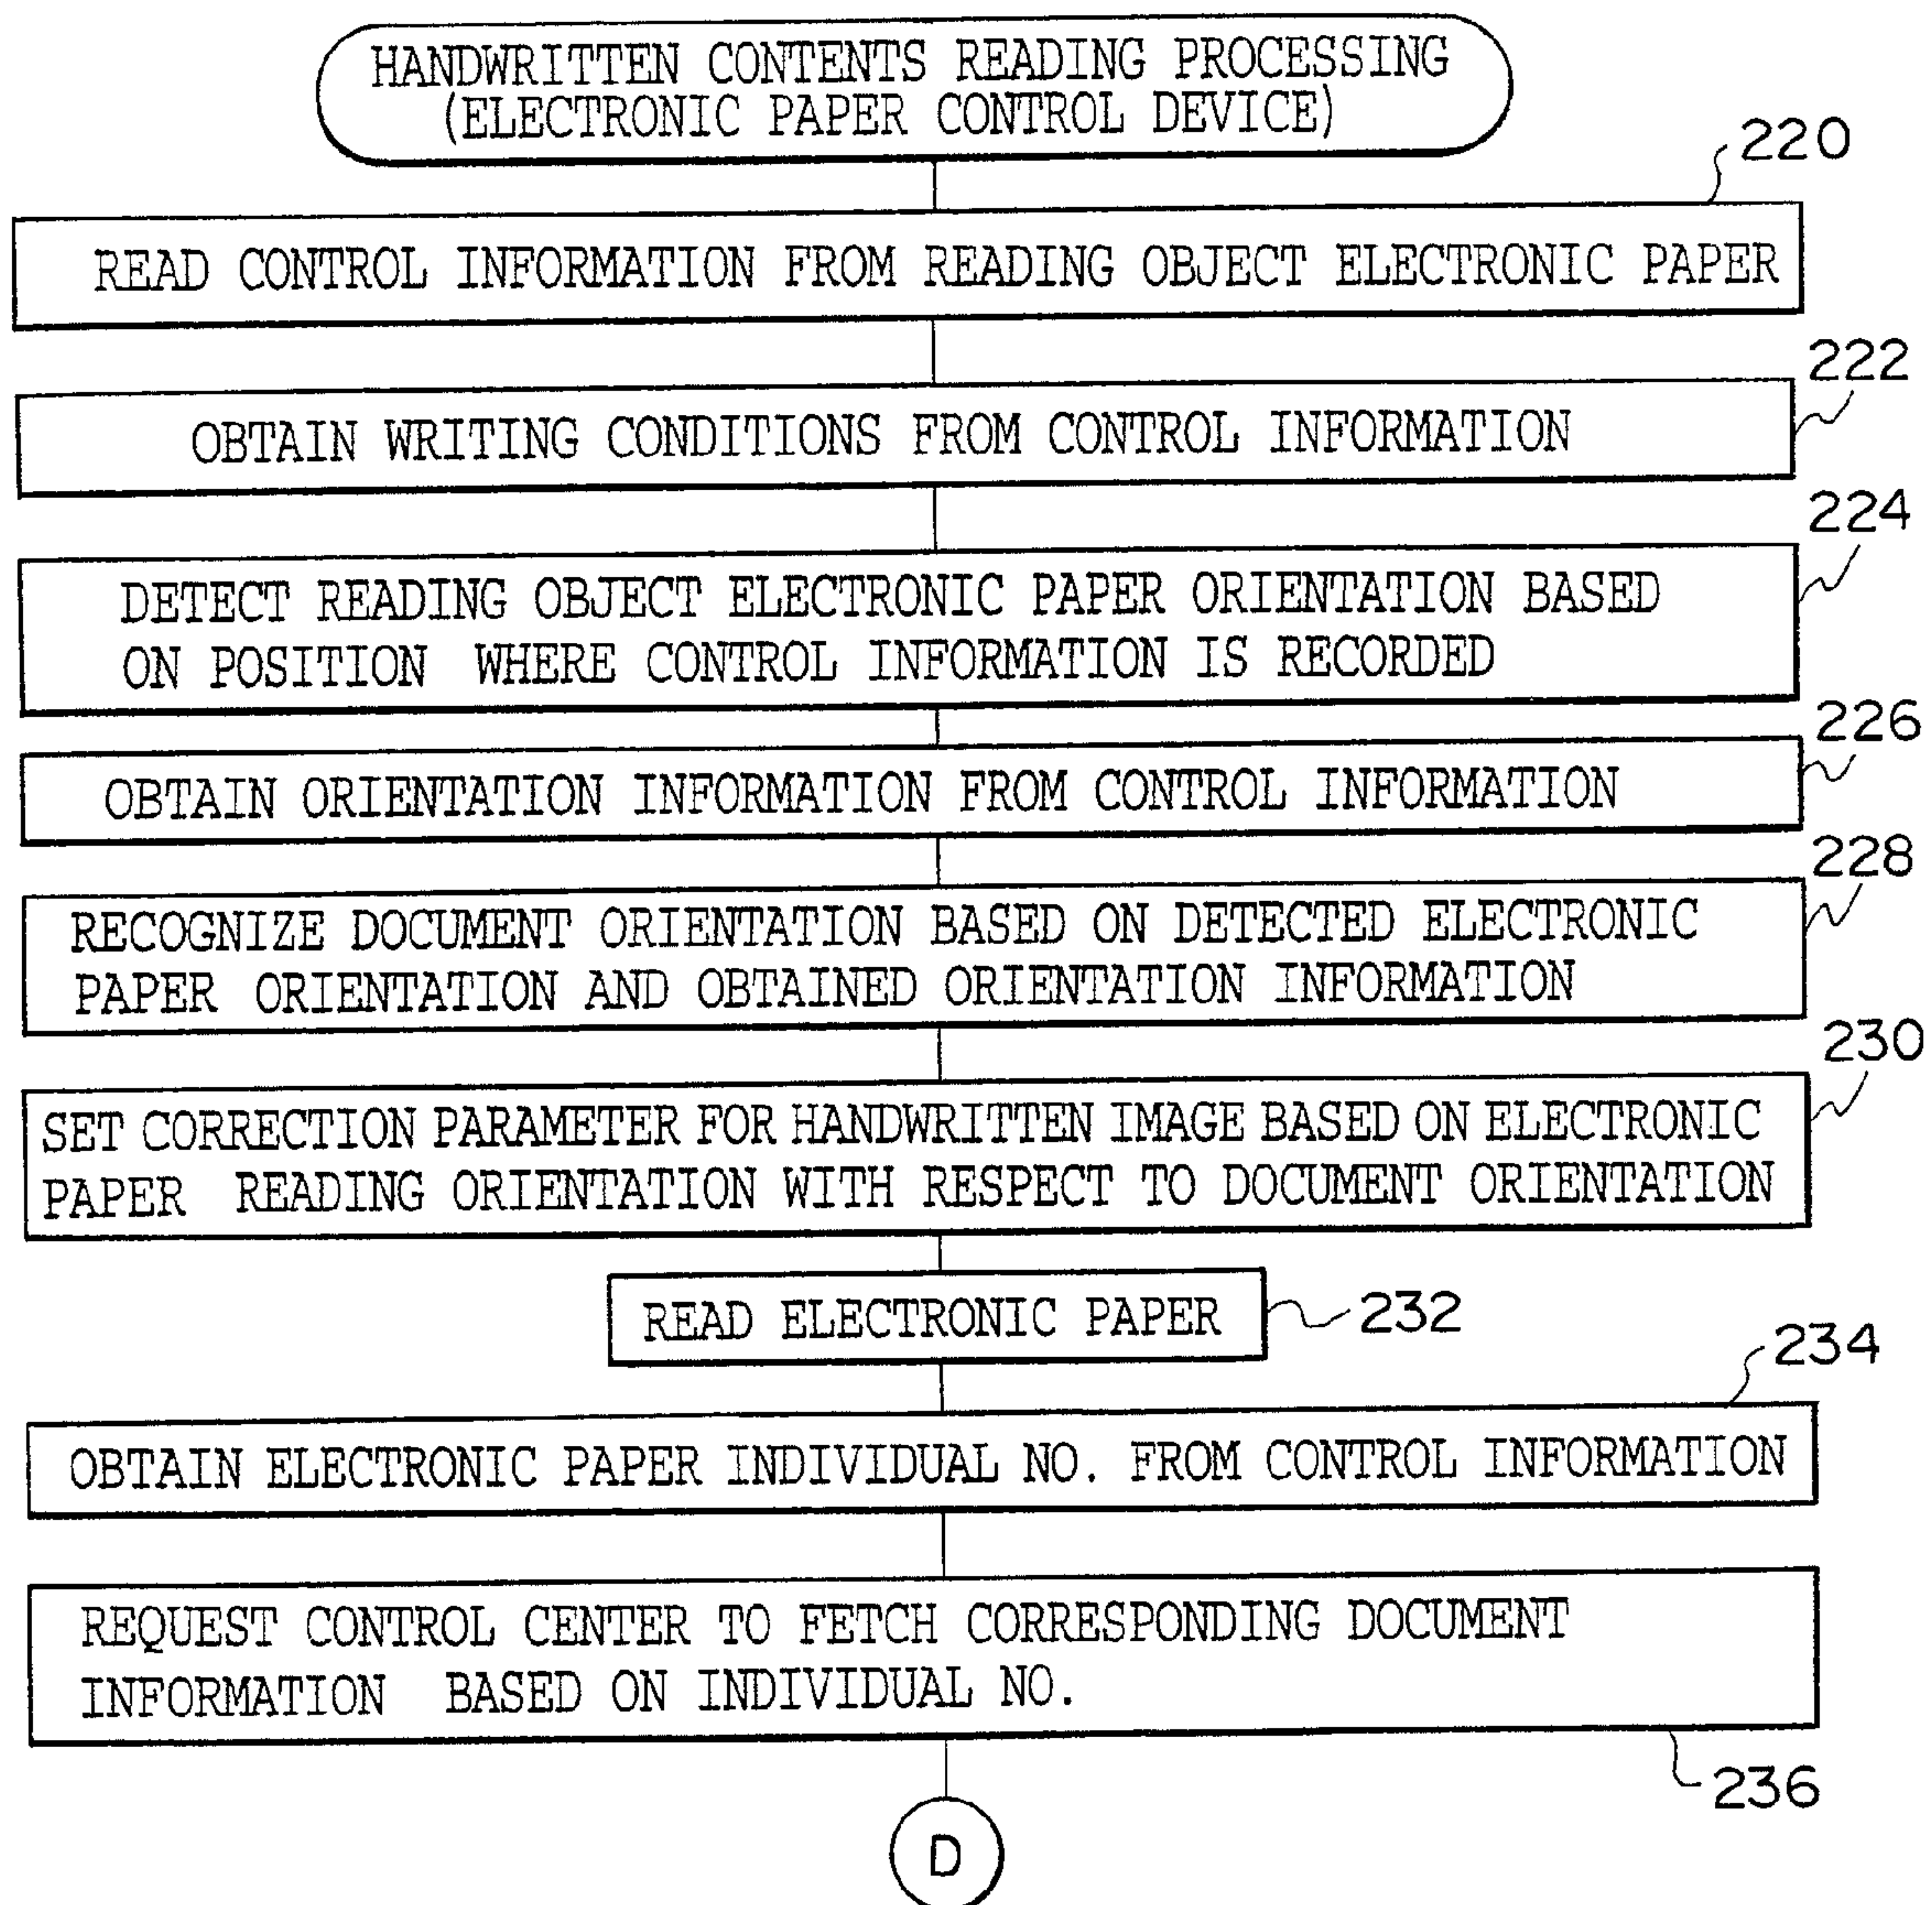 HANDWRITTEN CONTENTS READING PROCESSING
(ELECTRONIC PAPER CONTROL DEVICE)
220
READ CONTROL INFORMATION FROM READING OBJECT ELECTRONIC PAPER
222
OBTAIN WRITING CONDITIONS FROM CONTROL INFORMATION
224
DETECT READING OBJECT ELECTRONIC PAPER ORIENTATION BASED
ON POSITION WHERE CONTROL INFORMATION IS RECORDED
226
OBTAIN ORIENTATION INFORMATION FROM CONTROL INFORMATION
228
RECOGNIZE DOCUMENT ORIENTATION BASED ON DETECTED ELECTRONIC
PAPER ORIENTATION AND OBTAINED ORIENTATION INFORMATION
230
SET CORRECTION PARAMETER FOR HANDWRITTEN IMAGE BASED ON ELECTRONIC
PAPER READING ORIENTATION WITH RESPECT TO DOCUMENT ORIENTATION
READ ELECTRONIC PAPER 232
234
OBTAIN ELECTRONIC PAPER INDIVIDUAL NO. FROM CONTROL INFORMATION
REQUEST CONTROL CENTER TO FETCH CORRESPONDING DOCUMENT
INFORMATION BASED ON INDIVIDUAL NO.
236
D